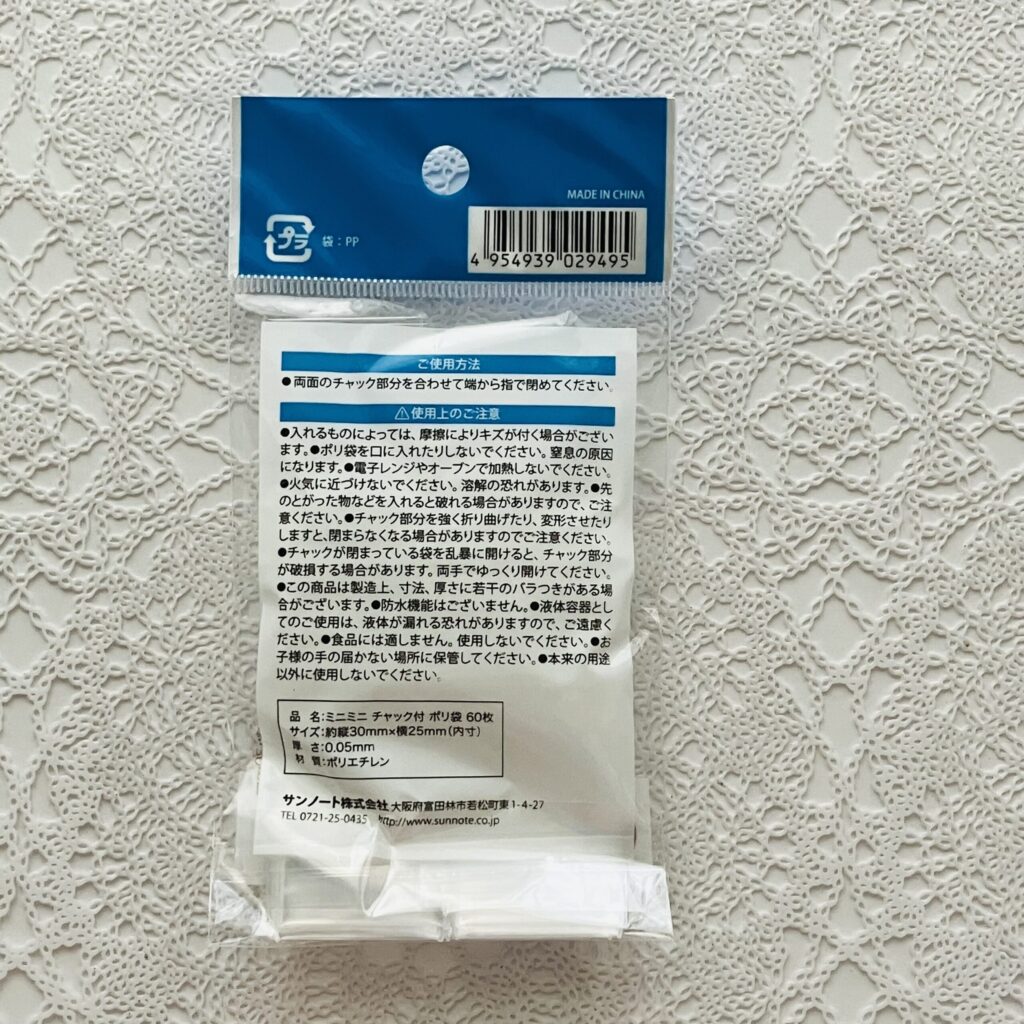 MADE IN CHINA
プラ 袋：PP
4 954939 029495
ご使用方法
●両面のチャック部分を合わせて端から指で閉めてください。
⚠使用上のご注意
●入れるものによっては、摩擦によりキズが付く場合がござい
ます。●ポリ袋を口に入れたりしないでください。窒息の原因
になります。●電子レンジやオーブンで加熱しないでください。
●火気に近づけないでください。溶解の恐れがあります。●先
のとがった物などを入れると破れる場合がありますので、ご注
意ください。●チャック部分を強く折り曲げたり、変形させたり
しますと、閉まらなくなる場合がありますのでご注意ください。
●チャックが閉まっている袋を乱暴に開けると、チャック部分
が破損する場合があります。両手でゆっくり開けてください。
●この商品は製造上、寸法、厚さに若干のバラつきがある場
合がございます。●防水機能はございません。●液体容器とし
てのご使用は、液体が漏れる恐れがありますので、ご遠慮く
ださい。●食品には適しません。使用しないでください。●お
子様の手の届かない場所に保管してください。●本来の用途
以外に使用しないでください。
品 名:ミニミニ チャック付 ポリ袋 60枚
サイズ:約縦30mm×横25mm(内寸)
厚 さ:0.05mm
材 質:ポリエチレン
サンノート株式会社 大阪府富田林市若松町東1-4-27
TEL 0721-25-0435 http://www.sunnote.co.jp